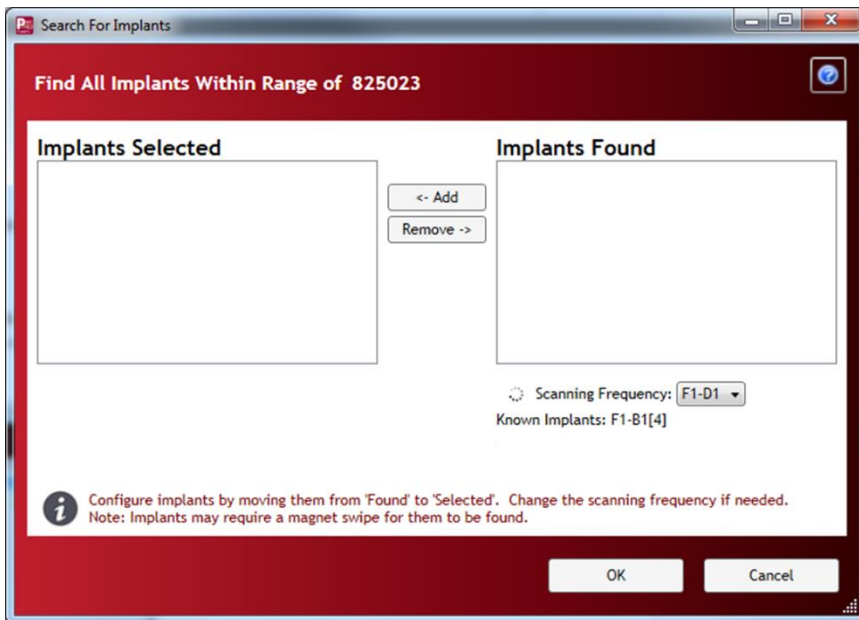 Search For Implants
Find All Implants Within Range of 825023
Implants Selected
Implants Found
<- Add
Remove ->
Scanning Frequency: F1-D1
Known Implants: F1-B1[4]
Configure implants by moving them from 'Found' to 'Selected'. Change the scanning frequency if needed.
Note: Implants may require a magnet swipe for them to be found.
OK
Cancel